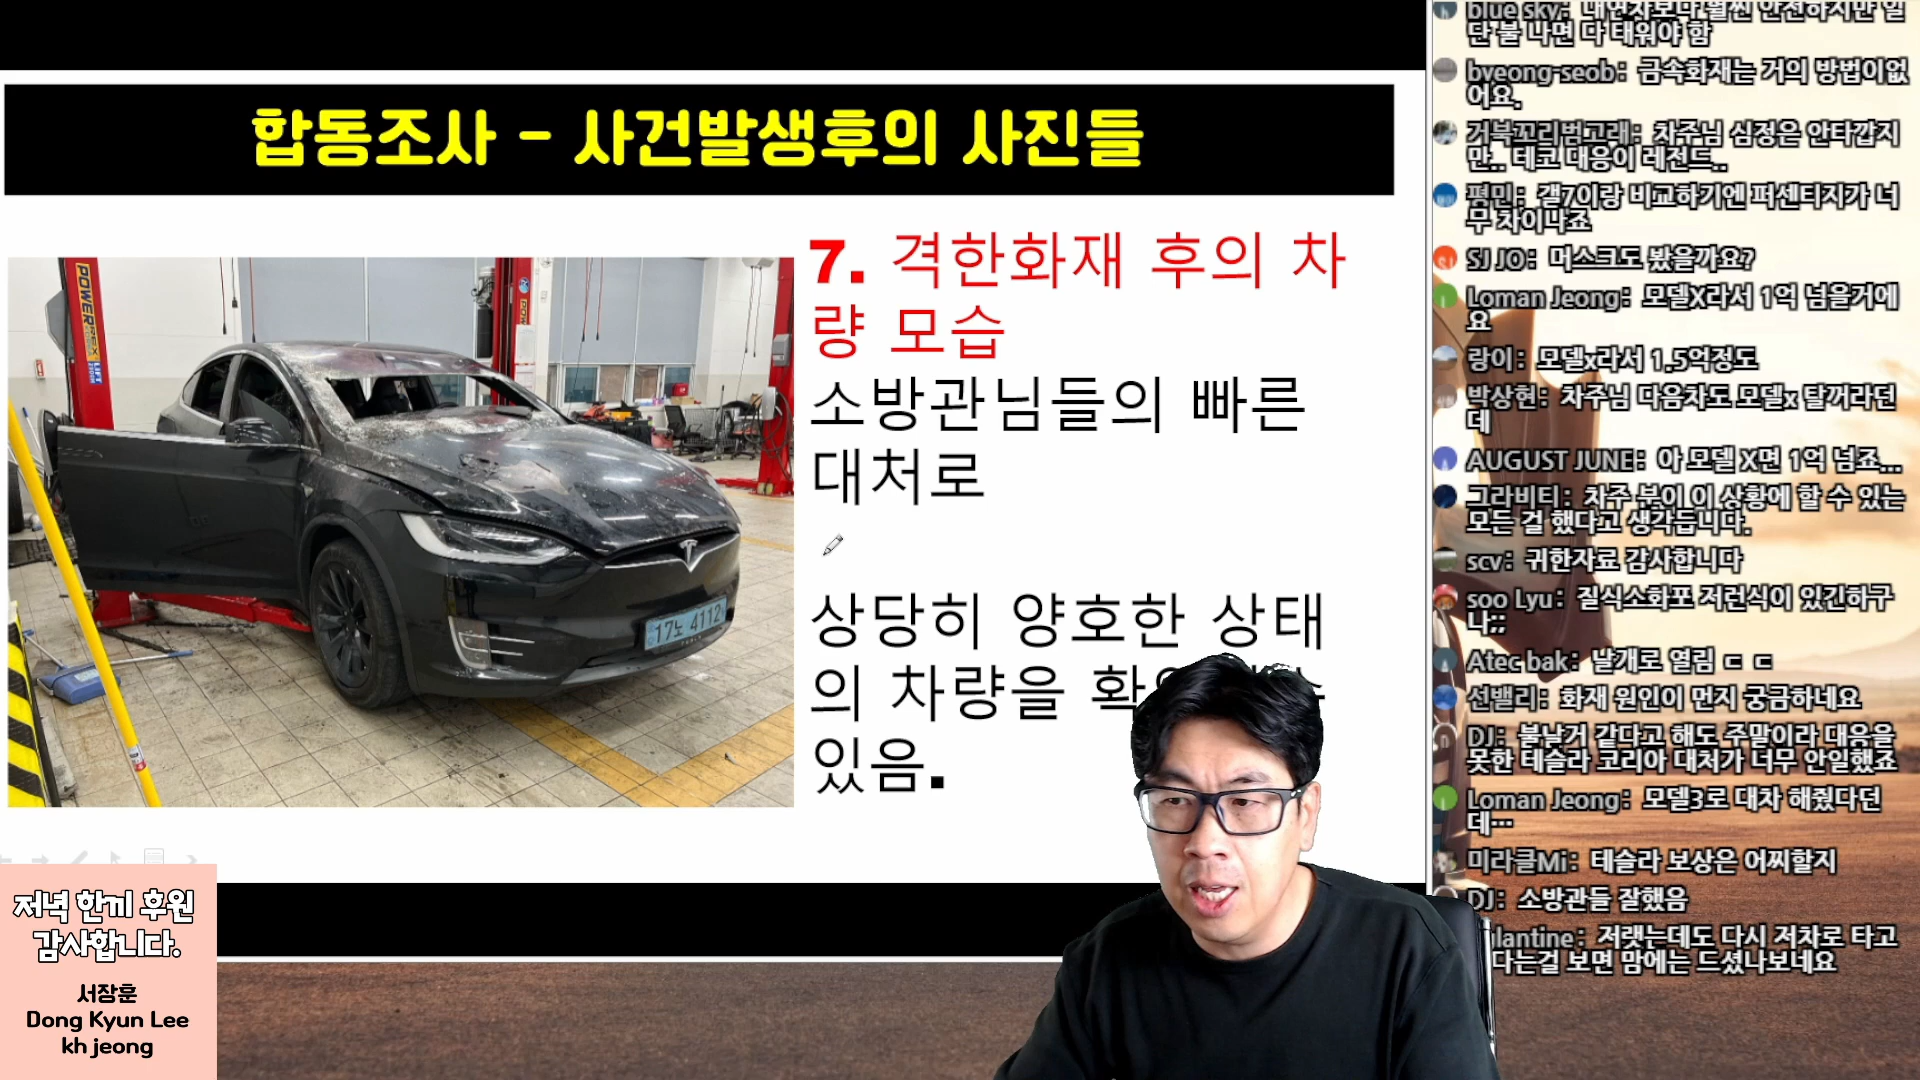 합동조사 - 사건발생후의 사진들
7. 격한화재 후의 차
량 모습
소방관님들의 빠른
대처로
상당히 양호한 상태
의 차량을
있음.
POWERREX
LIFT
17노 4112
저녁 한끼 후원
감사합니다.
서장훈
Dong Kyun Lee
kh jeong
blue sky: 내연차보다 훨씬 안전하지만 일
단 불 나면 다 태워야 함
byeong-seob: 금속화재는 거의 방법이없
어요.
거북꼬리범고래: 차주님 심정은 안타깝지
만.. 테코 대응이 레전드..
평민: 갤7이랑 비교하기엔 퍼센티지가 너
무 차이나죠
SJ JO: 머스크도 봤을까요?
Loman Jeong: 모델X라서 1억 넘을거에
요
랑이: 모델x라서 1.5억정도
박상현: 차주님 다음차도 모델x 탈꺼라던
데
AUGUST JUNE: 아 모델 X면 1억 넘죠...
그라비티: 차주 분이 이 상황에 할 수 있는
모든 걸 했다고 생각듭니다.
scv: 귀한자료 감사합니다
soo Lyu: 질식소화포 저런식이 있긴하구
나;;
Atec bak: 날개로 열림 ㄷ ㄷ
선밸리: 화재 원인이 먼지 궁금하네요
DJ: 불날거 같다고 해도 주말이라 대응을
못한 테슬라 코리아 대처가 너무 안일했죠
Loman Jeong: 모델3로 대차 해줬다던
데…
미라클Mi: 테슬라 보상은 어찌할지
DJ: 소방관들 잘했음
lantine: 저랫는데도 다시 저차로 타고
다는걸 보면 맘에는 드셨나보네요